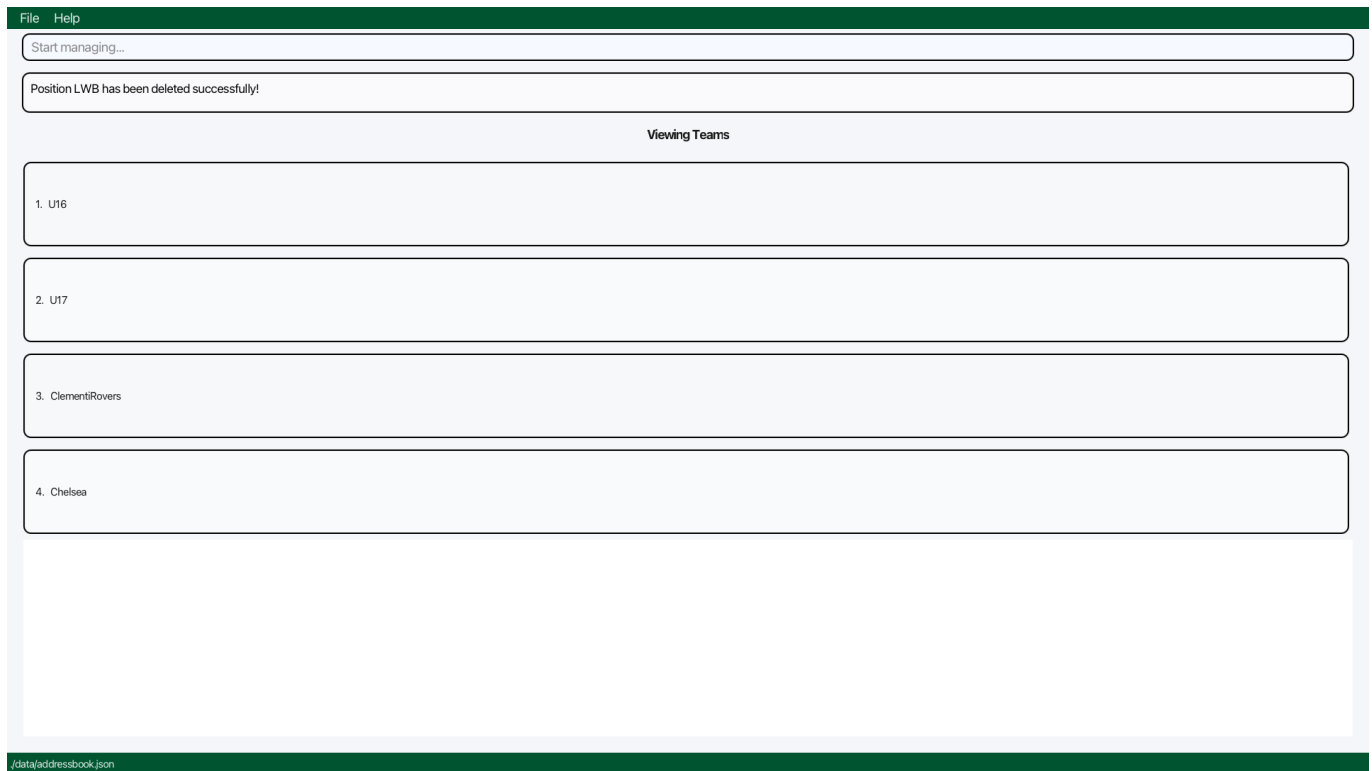 File Help
Start managing...
Position LWB has been deleted successfully!
Viewing Teams
1. U16
2. U17
3. ClementiRovers
4. Chelsea
./data/addressbook.json